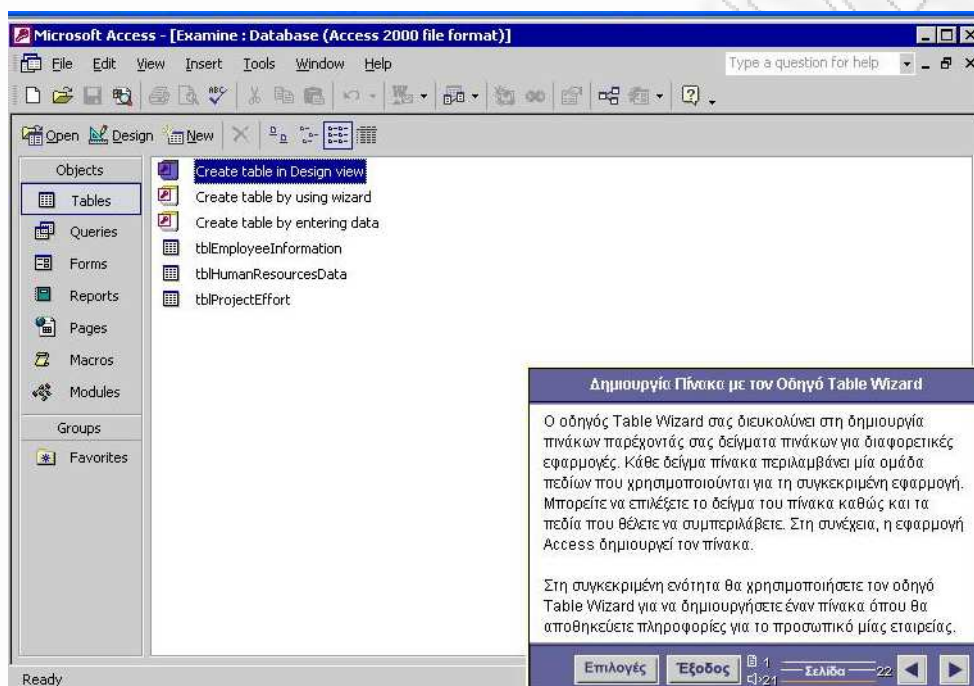 Microsoft Access - [Examine : Database (Access 2000 file format)]
File Edit View Insert Tools Window Help Type a question for help
Open Design New
Objects
Tables
Queries
Forms
Reports
Pages
Macros
Modules
Groups
Favorites
Create table in Design view
Create table by using wizard
Create table by entering data
tblEmployeeInformation
tblHumanResourcesData
tblProjectEffort
Δημιουργία Πίνακα με τον Οδηγό Table Wizard
Ο οδηγός Table Wizard σας διευκολύνει στη δημιουργία
πινάκων παρέχοντάς σας δείγματα πινάκων για διαφορετικές
εφαρμογές. Κάθε δείγμα πίνακα περιλαμβάνει μία ομάδα
πεδίων που χρησιμοποιούνται για τη συγκεκριμένη εφαρμογή.
Μπορείτε να επιλέξετε το δείγμα του πίνακα καθώς και τα
πεδία που θέλετε να συμπεριλάβετε. Στη συνέχεια, η εφαρμογή
Access δημιουργεί τον πίνακα.
Στη συγκεκριμένη ενότητα θα χρησιμοποιήσετε τον οδηγό
Table Wizard για να δημιουργήσετε έναν πίνακα όπου θα
αποθηκεύετε πληροφορίες για το προσωπικό μίας εταιρείας.
Επιλογές Έξοδος 1 21 Σελίδα 22
Ready